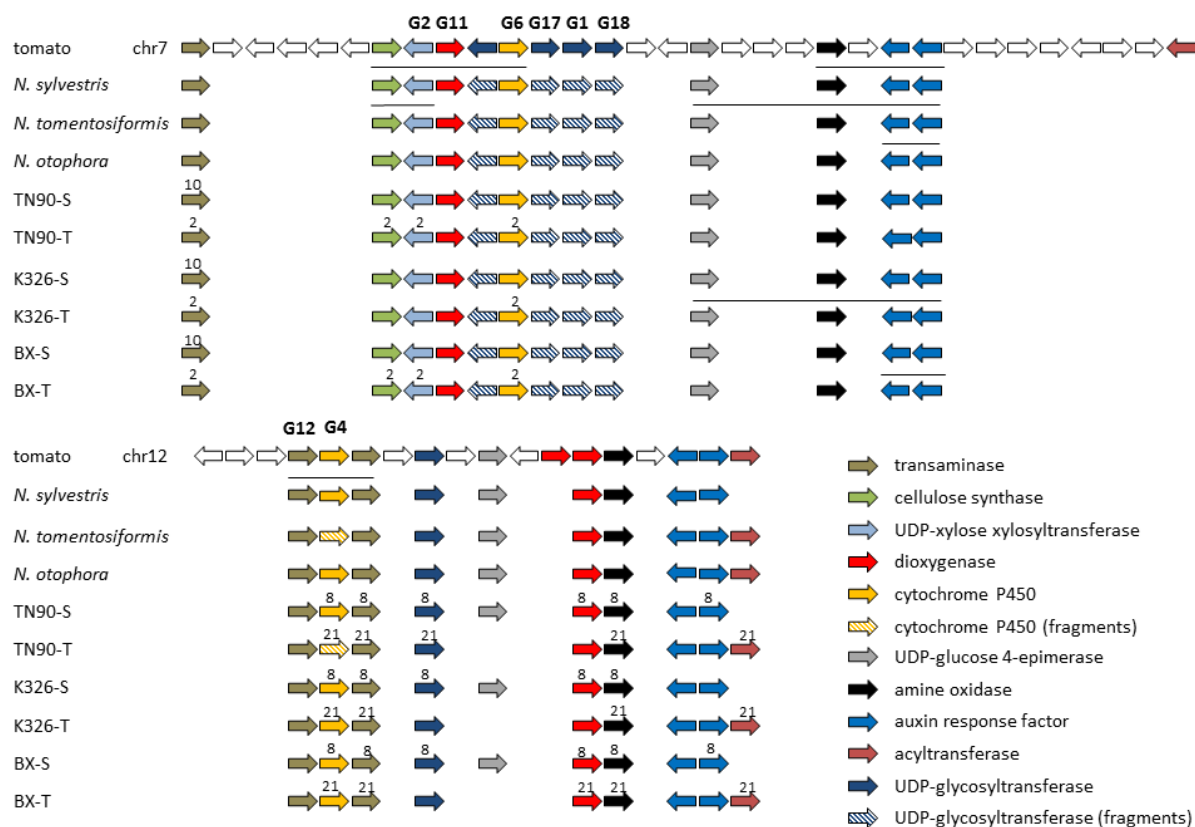 G2 G11 G6 G17 G1 G18
tomato chr7
N. sylvestris
N. tomentosiformis
N. otophora
10
TN90-S
2 2 2 2
TN90-T
10
K326-S
2 2
K326-T
10
BX-S
2 2 2 2
BX-T
G12 G4
tomato chr12
N. sylvestris
N. tomentosiformis
N. otophora
8 8 8 8 8 8
TN90-S
21 21 21 21 21
TN90-T
8 8 8 8 8
K326-S
21 21 21 21
K326-T
8 8 8 8 8 8
BX-S
21 21 21 21 21
BX-T
transaminase
cellulose synthase
UDP-xylose xylosyltransferase
dioxygenase
cytochrome P450
cytochrome P450 (fragments)
UDP-glucose 4-epimerase
amine oxidase
auxin response factor
acyltransferase
UDP-glycosyltransferase
UDP-glycosyltransferase (fragments)